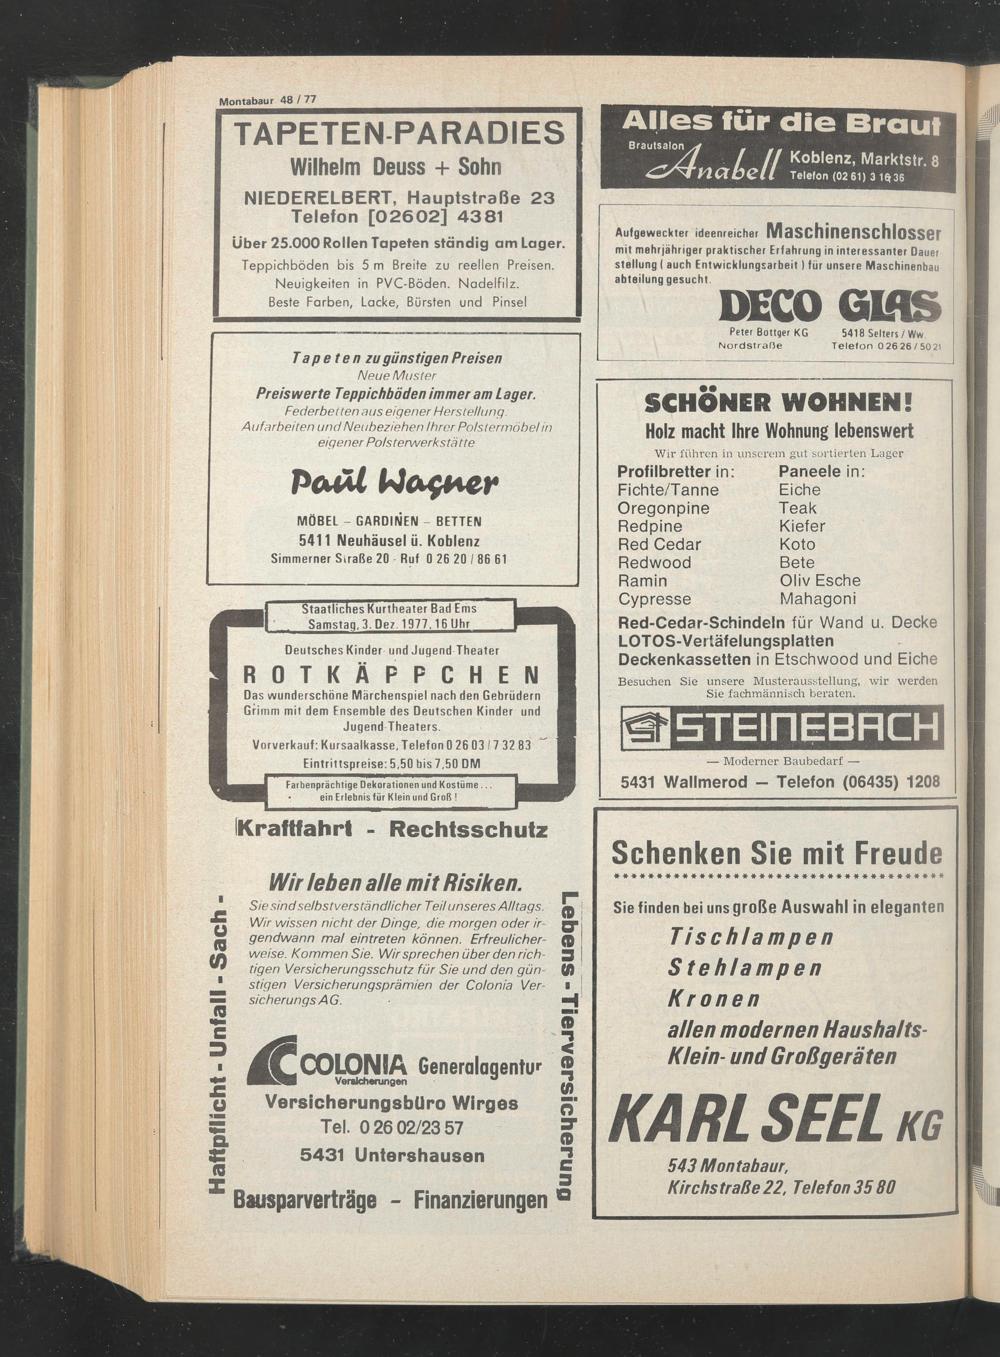 Montabaur 48 / 77
TAPETEN-PARADIES
Wilhelm Deuss + Sohn
NIEDERELBERT, Hauptstraße 23
Telefon [02602] 4381
Über 25.000 Rollen Tapeten ständig am Lager.
Teppichböden bis 5 m Breite zu reellen Preisen.
Neuigkeiten in PVC-Böden. Nadelfilz.
Beste Farben, Lacke, Bürsten und Pinsel
Tapeten zu günstigen Preisen
Neue Muster
Preiswerte Teppichböden immer am Lager.
Federbetten aus eigener Herstellung.
Aufarbeiten und Neubeziehen Ihrer Polstermöbel in
eigener Polsterwerkstätte
Paul Wagner
MÖBEL – GARDINEN – BETTEN
5411 Neuhäusel ü. Koblenz
Simmerner Straße 20 - Ruf 0 26 20 / 86 61
Staatliches Kurtheater Bad Ems
Samstag, 3. Dez. 1977, 16 Uhr
Deutsches Kinder- und Jugend-Theater
ROTKÄPPCHEN
Das wunderschöne Märchenspiel nach den Gebrüdern
Grimm mit dem Ensemble des Deutschen Kinder- und
Jugend-Theaters.
Vorverkauf: Kursaalkasse, Telefon 0 26 03 / 7 32 83
Eintrittspreise: 5,50 bis 7,50 DM
Farbenprächtige Dekorationen und Kostüme...
ein Erlebnis für Klein und Groß !
Kraftfahrt - Rechtsschutz
Haftpflicht - Unfall - Sach -
Wir leben alle mit Risiken.
Sie sind selbstverständlicher Teil unseres Alltags.
Wir wissen nicht der Dinge, die morgen oder ir-
gendwann mal eintreten können. Erfreulicher-
weise. Kommen Sie. Wir sprechen über den rich-
tigen Versicherungsschutz für Sie und den gün-
stigen Versicherungsprämien der Colonia Ver-
sicherungs AG.
COLONIA Generalagentur
Versicherungen
Versicherungsbüro Wirges
Tel. 0 26 02/23 57
5431 Untershausen
Lebens - Tierversicherung
Bausparverträge - Finanzierungen
Alles für die Braut
Brautsalon
Anabell
Koblenz, Marktstr. 8
Telefon (02 61) 3 16 36
Aufgeweckter ideenreicher Maschinenschlosser
mit mehrjähriger praktischer Erfahrung in interessanter Dauer
stellung ( auch Entwicklungsarbeit ) für unsere Maschinenbau
abteilung gesucht.
DECO GLAS
Peter Böttger KG 5418 Selters / Ww.
Nordstraße Telefon 0 26 26 / 50 21
SCHÖNER WOHNEN!
Holz macht Ihre Wohnung lebenswert
Wir führen in unserem gut sortierten Lager
Profilbretter in: Paneele in:
Fichte/Tanne Eiche
Oregonpine Teak
Redpine Kiefer
Red Cedar Koto
Redwood Bete
Ramin Oliv Esche
Cypresse Mahagoni
Red-Cedar-Schindeln für Wand u. Decke
LOTOS-Vertäfelungsplatten
Deckenkassetten in Etschwood und Eiche
Besuchen Sie unsere Musterausstellung, wir werden
Sie fachmännisch beraten.
STEINEBACH
— Moderner Baubedarf —
5431 Wallmerod — Telefon (06435) 1208
Schenken Sie mit Freude
****************************************
Sie finden bei uns große Auswahl in eleganten
Tischlampen
Stehlampen
Kronen
allen modernen Haushalts-
Klein- und Großgeräten
KARL SEEL KG
543 Montabaur,
Kirchstraße 22, Telefon 35 80